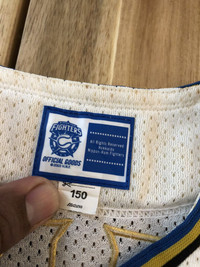 FIGHTERS
OFFICIAL GOODS
All Rights Reserved
Hokkaido
Nippon-Ham Fighters
150